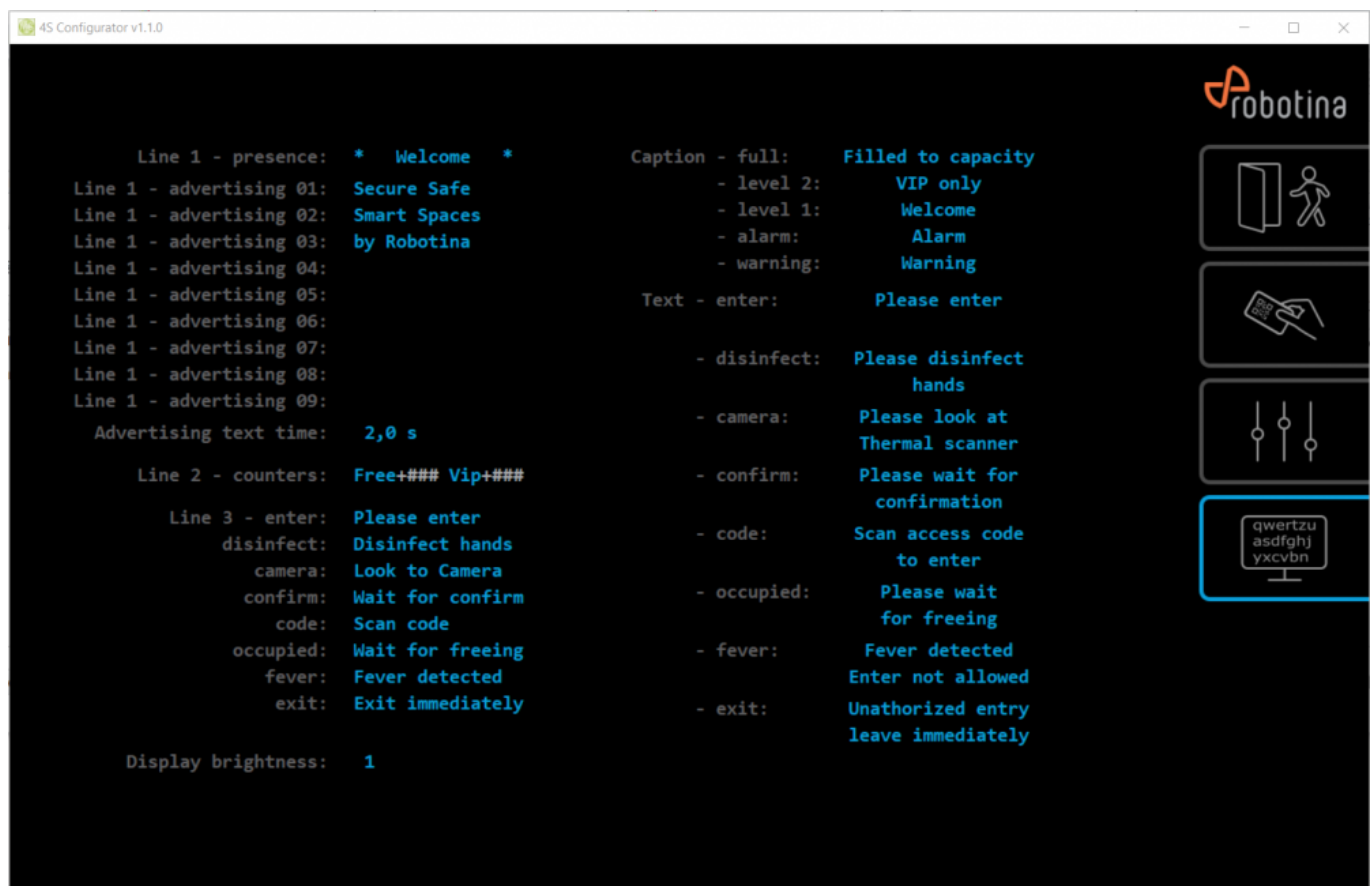 4S Configurator v1.1.0
robotina
Line 1 - presence: * Welcome *
Line 1 - advertising 01: Secure Safe
Line 1 - advertising 02: Smart Spaces
Line 1 - advertising 03: by Robotina
Line 1 - advertising 04:
Line 1 - advertising 05:
Line 1 - advertising 06:
Line 1 - advertising 07:
Line 1 - advertising 08:
Line 1 - advertising 09:
Advertising text time: 2,0 s
Line 2 - counters: Free+### Vip+###
Line 3 - enter: Please enter
disinfect: Disinfect hands
camera: Look to Camera
confirm: Wait for confirm
code: Scan code
occupied: Wait for freeing
fever: Fever detected
exit: Exit immediately
Display brightness: 1
Caption - full: Filled to capacity
- level 2: VIP only
- level 1: Welcome
- alarm: Alarm
- warning: Warning
Text - enter: Please enter
- disinfect: Please disinfect
hands
- camera: Please look at
Thermal scanner
- confirm: Please wait for
confirmation
- code: Scan access code
to enter
- occupied: Please wait
for freeing
- fever: Fever detected
Enter not allowed
- exit: Unathorized entry
leave immediately
qwertzu
asdfghj
yxcvbn